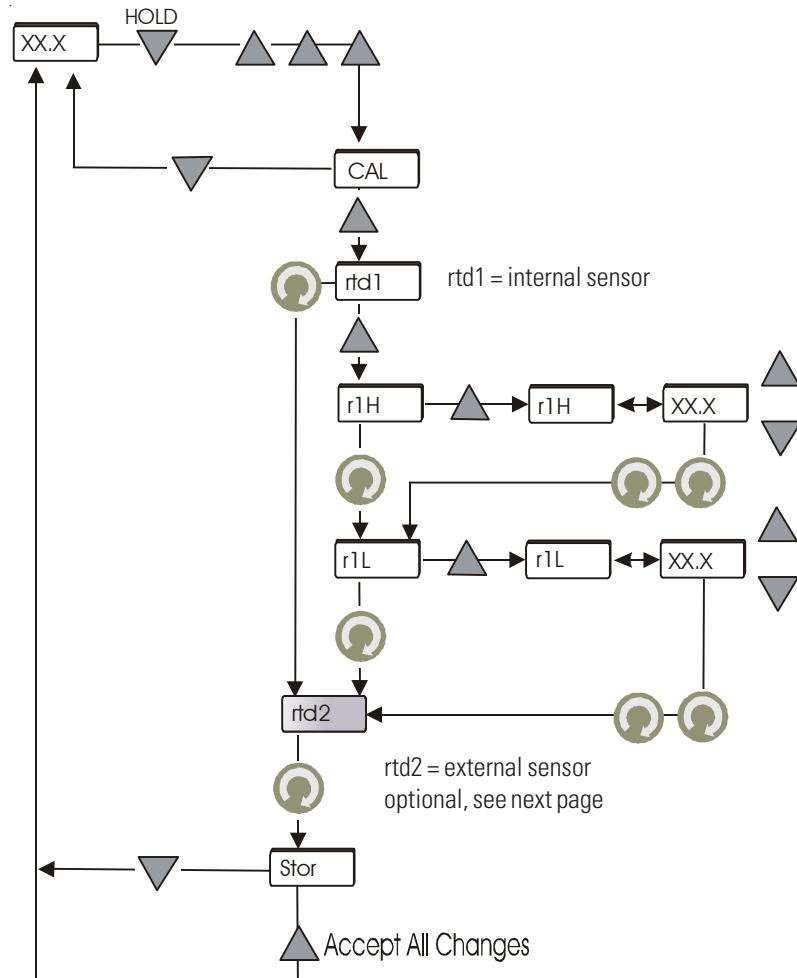 HOLD
XX.X
CAL
rtd1
rtd1 = internal sensor
r1H
r1H
XX.X
r1L
r1L
XX.X
rtd2
rtd2 = external sensor
optional, see next page
Stor
Accept All Changes